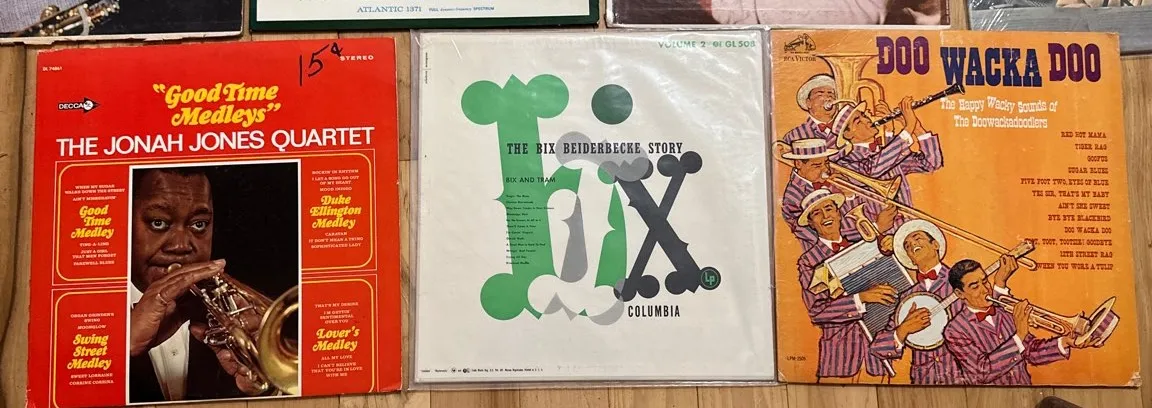 ATLANTIC 1371 FULL dynamics-frequency SPECTRUM
DL 74861
15¢
STEREO
DECCA
"Good Time
Medleys"
THE JONAH JONES QUARTET
WHEN MY SUGAR
WALKS DOWN THE STREET
AIN'T MISBEHAVIN'
Good
Time
Medley
TING-A-LING
JUST A GIRL
THAT MEN FORGET
FAREWELL BLUES
ROCKIN' IN RHYTHM
I LET A SONG GO OUT
OF MY HEART
MOOD INDIGO
Duke
Ellington
Medley
CARAVAN
IT DON'T MEAN A THING
SOPHISTICATED LADY
ORGAN GRINDER'S
SWING
MOONGLOW
Swing
Street
Medley
SWEET LORRAINE
CORRINE CORRINA
THAT'S MY DESIRE
I'M GETTIN'
SENTIMENTAL
OVER YOU
Lover's
Medley
ALL MY LOVE
I CAN'T BELIEVE
THAT YOU'RE IN LOVE
WITH ME
VOLUME 2
GL 508
bix
THE BIX BEIDERBECKE STORY
BIX AND TRAM
Lp
COLUMBIA
RCA VICTOR
DOO WACKA DOO
The Happy Wacky Sounds of
The Doowackadoodlers
RED HOT MAMA
TIGER RAG
GOOFUS
SUGAR BLUES
FIVE FOOT TWO, EYES OF BLUE
YES SIR, THAT'S MY BABY
AIN'T SHE SWEET
BYE BYE BLACKBIRD
DOO WACKA DOO
TOOT, TOOT, TOOTSIE! GOODBYE
12TH STREET RAG
WHEN YOU WORE A TULIP